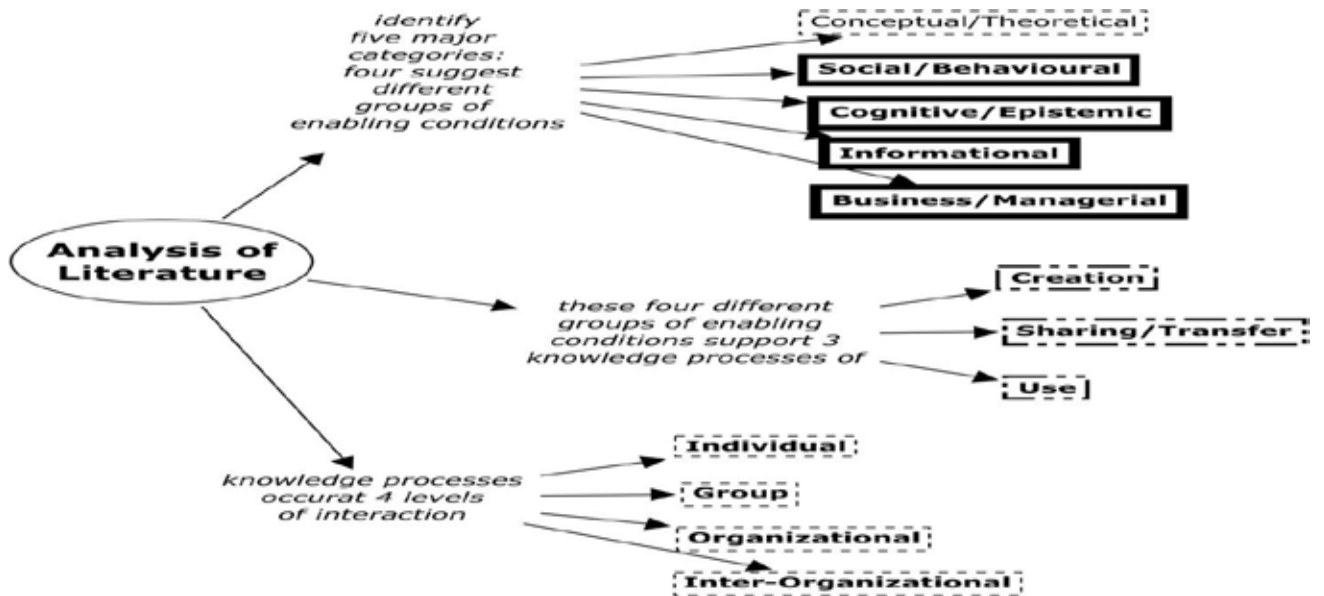 identify
five major
categories:
four suggest
different
groups of
enabling conditions
Conceptual/Theoretical
Social/Behavioural
Cognitive/Epistemic
Informational
Business/Managerial
Analysis of
Literature
these four different
groups of enabling
conditions support 3
knowledge processes of
Creation
Sharing/Transfer
Use
knowledge processes
occurat 4 levels
of interaction
Individual
Group
Organizational
Inter-Organizational